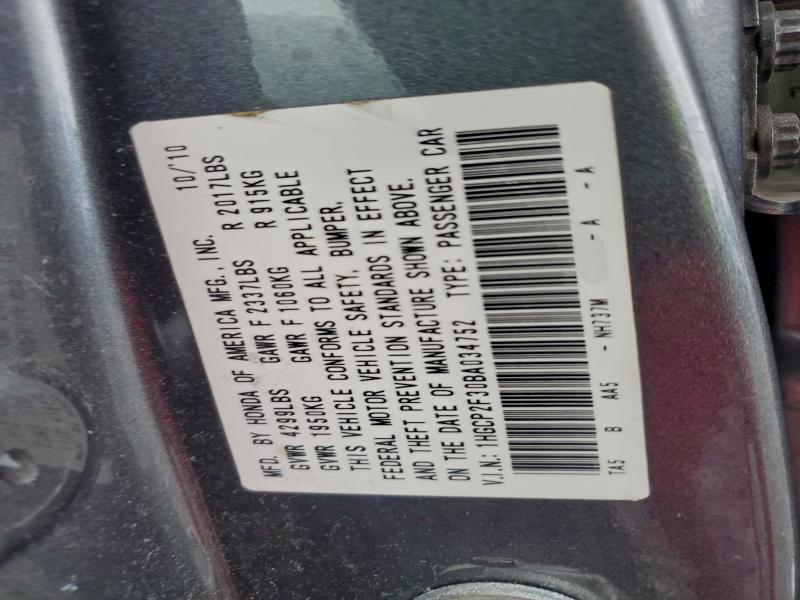 MFD. BY HONDA OF AMERICA MFG., INC. 10/10
GVWR 4299LBS GAWR F 2337LBS R 2017LBS
GVWR 1950KG GAWR F 1060KG R 915KG
THIS VEHICLE CONFORMS TO ALL APPLICABLE
FEDERAL MOTOR VEHICLE SAFETY, BUMPER,
AND THEFT PREVENTION STANDARDS IN EFFECT
ON THE DATE OF MANUFACTURE SHOWN ABOVE.
V.I.N.: 1HGCP2F30BA034752 TYPE: PASSENGER CAR
TA5 B AA5 - NH737M - A - A